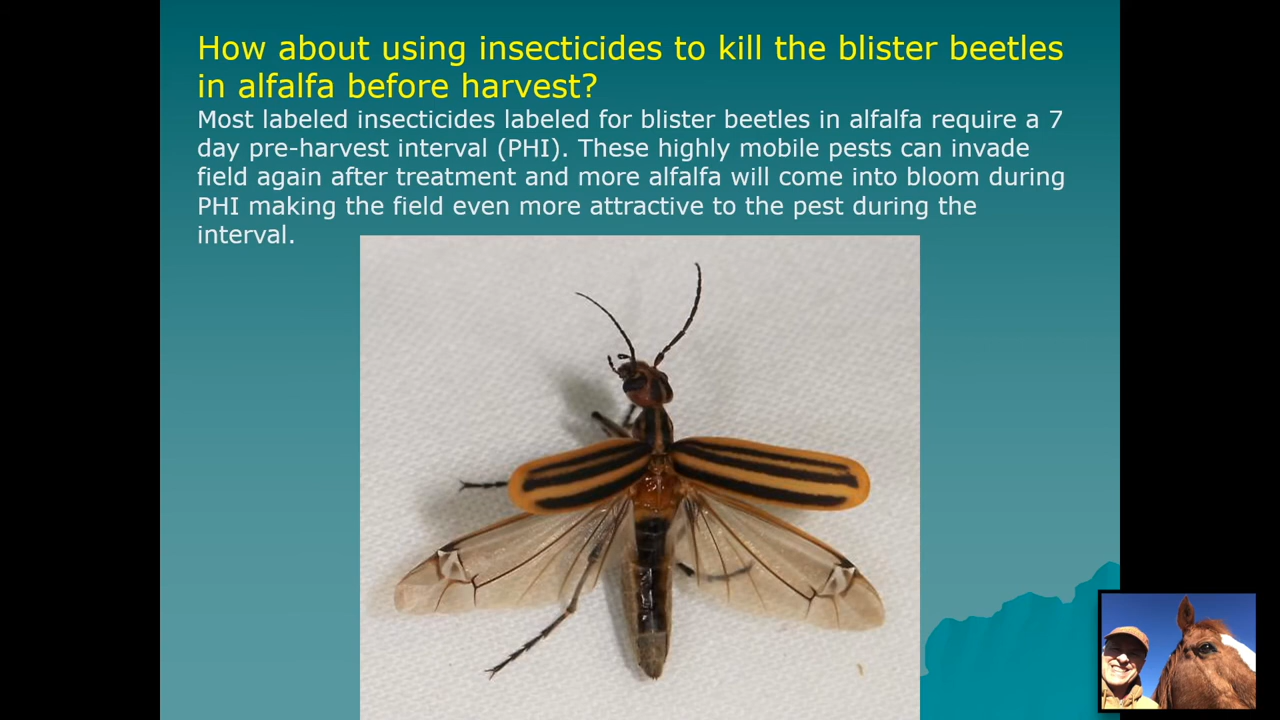 How about using insecticides to kill the blister beetles
in alfalfa before harvest?
Most labeled insecticides labeled for blister beetles in alfalfa require a 7
day pre-harvest interval (PHI). These highly mobile pests can invade
field again after treatment and more alfalfa will come into bloom during
PHI making the field even more attractive to the pest during the
interval.